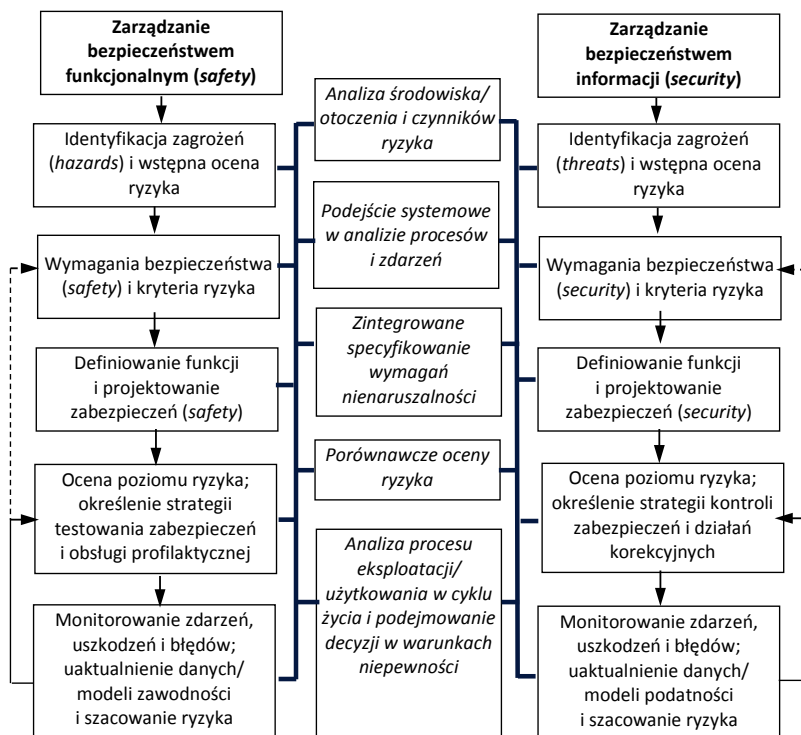 Zarządzanie
bezpieczeństwem
funkcjonalnym (safety)
Identyfikacja zagrożeń
(hazards) i wstępna ocena
ryzyka
Wymagania bezpieczeństwa
(safety) i kryteria ryzyka
Definiowanie funkcji
i projektowanie
zabezpieczeń (safety)
Ocena poziomu ryzyka;
określenie strategii
testowania zabezpieczeń
i obsługi profilaktycznej
Monitorowanie zdarzeń,
uszkodzeń i błędów;
uaktualnienie danych/
modeli zawodności
i szacowanie ryzyka
Analiza środowiska/
otoczenia i czynników
ryzyka
Podejście systemowe
w analizie procesów
i zdarzeń
Zintegrowane
specyfikowanie
wymagań
nienaruszalności
Porównawcze oceny
ryzyka
Analiza procesu
eksploatacji/
użytkowania w cyklu
życia i podejmowanie
decyzji w warunkach
niepewności
Zarządzanie
bezpieczeństwem
informacji (security)
Identyfikacja zagrożeń
(threats) i wstępna ocena
ryzyka
Wymagania bezpieczeństwa
(security) i kryteria ryzyka
Definiowanie funkcji
i projektowanie
zabezpieczeń (security)
Ocena poziomu ryzyka;
określenie strategii kontroli
zabezpieczeń i działań
korekcyjnych
Monitorowanie zdarzeń,
uszkodzeń i błędów;
uaktualnienie danych/
modeli podatności
i szacowanie ryzyka